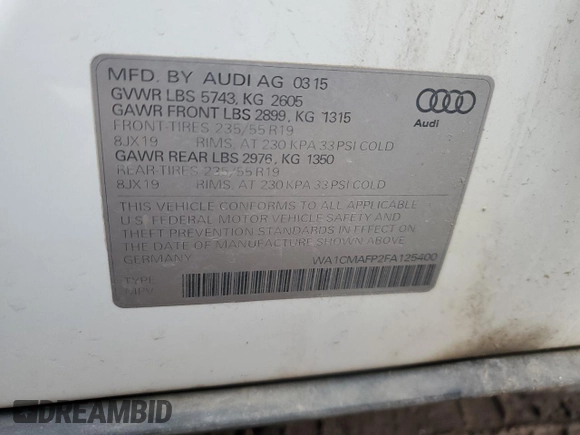 MFD. BY AUDI AG 03 15
GVWR LBS 5743, KG 2605
GAWR FRONT LBS 2899, KG 1315
FRONT-TIRES 235/55 R19
8JX19 RIMS, AT 230 KPA 33 PSI COLD
GAWR REAR LBS 2976, KG 1350
REAR-TIRES 235/55 R19
8JX19 RIMS, AT 230 KPA 33 PSI COLD
THIS VEHICLE CONFORMS TO ALL APPLICABLE
U.S. FEDERAL MOTOR VEHICLE SAFETY AND
THEFT PREVENTION STANDARDS IN EFFECT ON
THE DATE OF MANUFACTURE SHOWN ABOVE.
GERMANY WA1CMAFP2FA125400
TYPE
MPV
Audi
DREAMBID